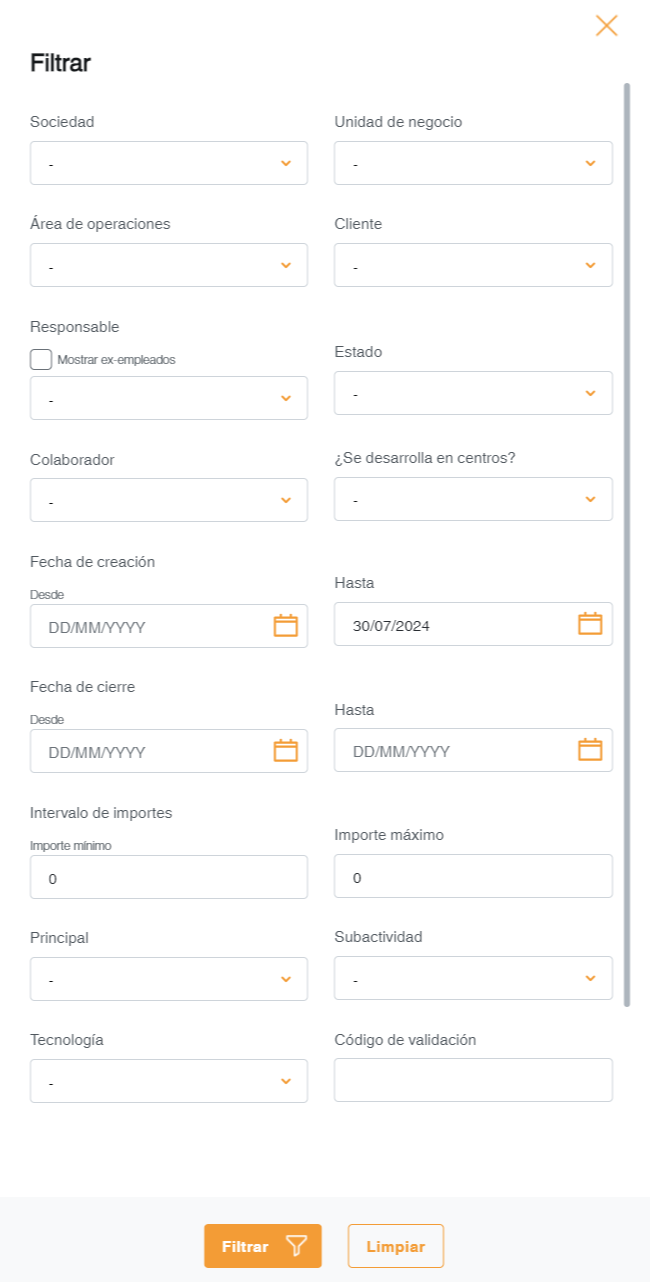 Filtrar
Sociedad
Unidad de negocio
-
-
Área de operaciones
Cliente
-
-
Responsable
Mostrar ex-empleados
Estado
-
-
Colaborador
¿Se desarrolla en centros?
-
-
Fecha de creación
Desde
Hasta
DD/MM/YYYY
30/07/2024
Fecha de cierre
Desde
Hasta
DD/MM/YYYY
DD/MM/YYYY
Intervalo de importes
Importe mínimo
Importe máximo
0
0
Principal
Subactividad
-
-
Tecnología
Código de validación
-
Filtrar
Limpiar